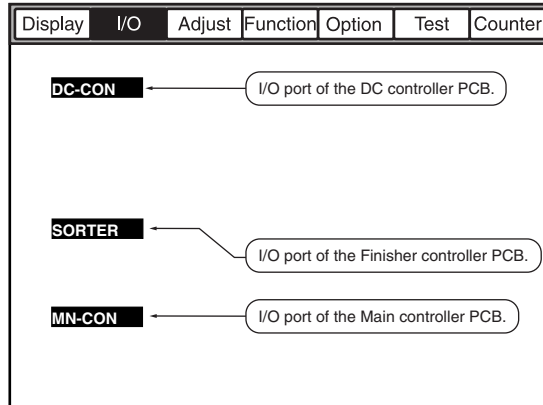 Display I/O Adjust Function Option Test Counter
DC-CON I/O port of the DC controller PCB.
SORTER
I/O port of the Finisher controller PCB.
MN-CON I/O port of the Main controller PCB.